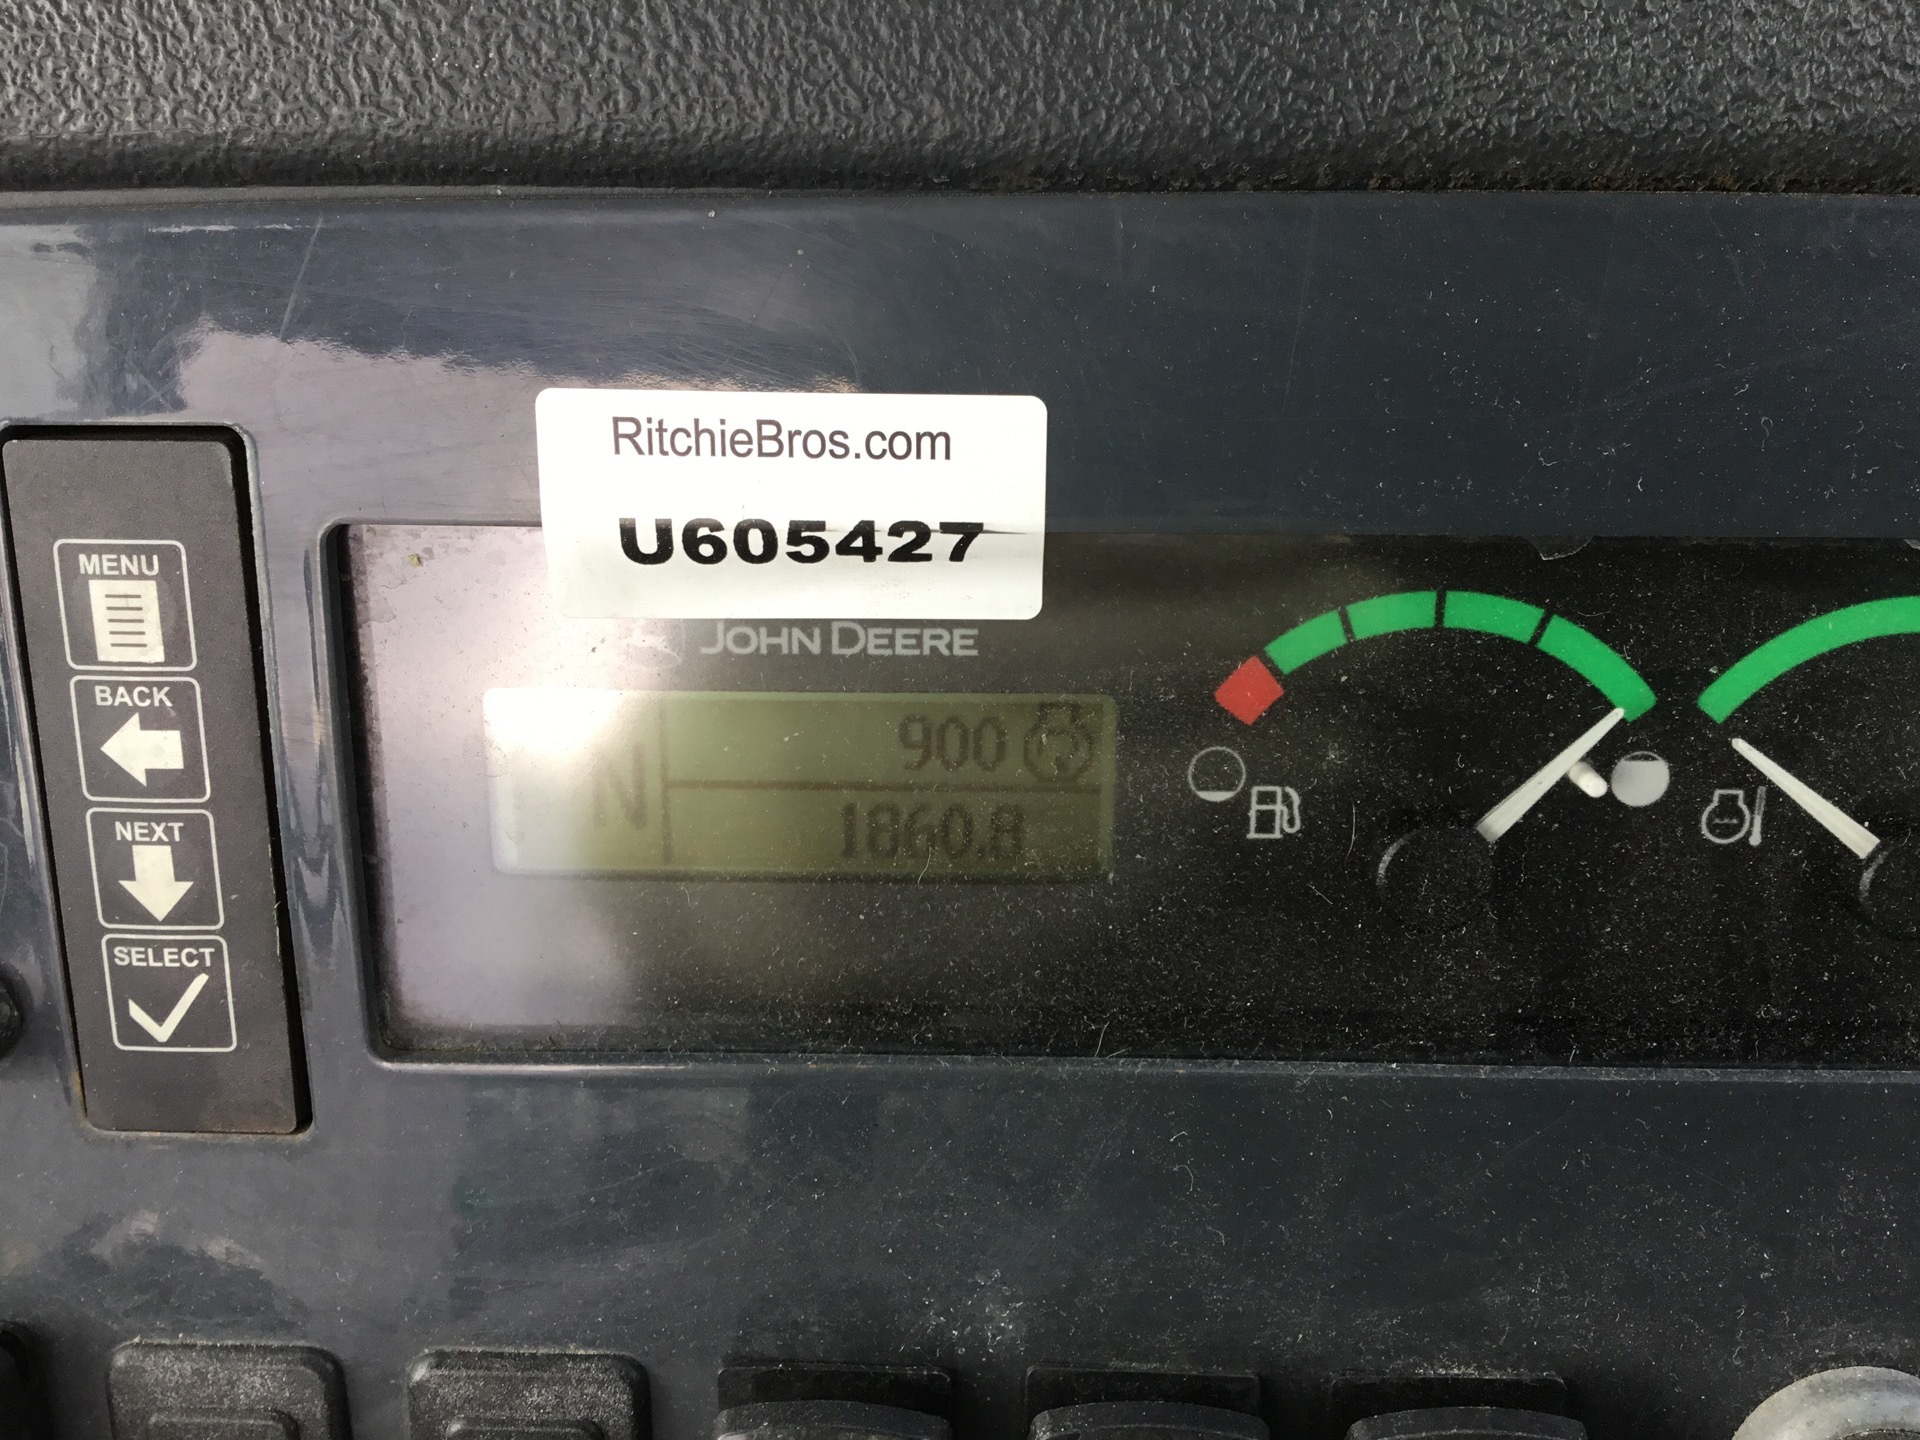 RitchieBros.com
U605427
JOHN DEERE
MENU
BACK
NEXT
SELECT
N
900
1860.8